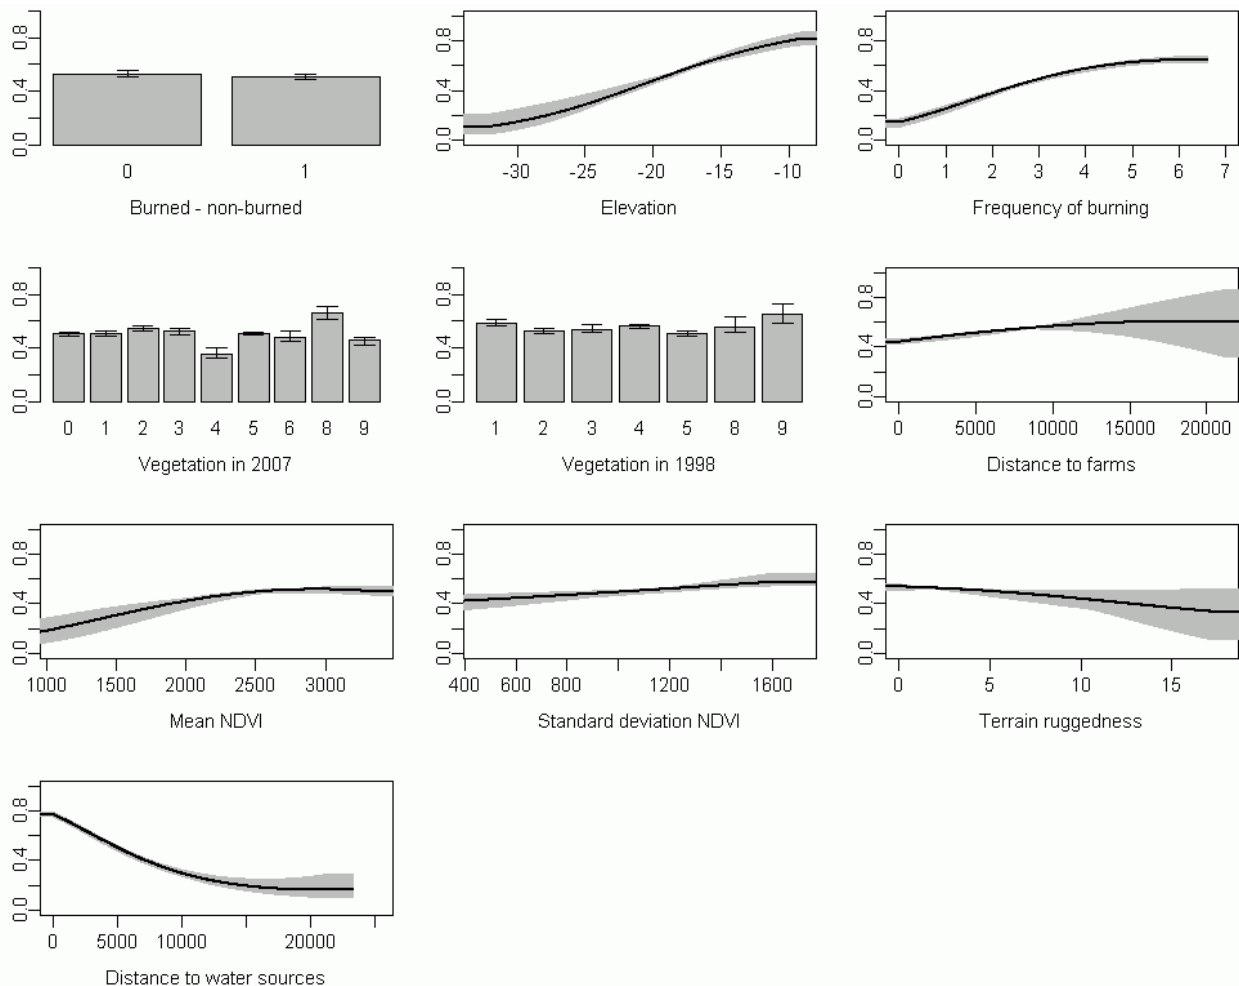 0.0 0.4 0.8
0 1
Burned - non-burned
0.0 0.4 0.8
-30 -25 -20 -15 -10
Elevation
0.0 0.4 0.8
0 1 2 3 4 5 6 7
Frequency of burning
0.0 0.4 0.8
0 1 2 3 4 5 6 8 9
Vegetation in 2007
0.0 0.4 0.8
1 2 3 4 5 8 9
Vegetation in 1998
0.0 0.4 0.8
0 5000 10000 15000 20000
Distance to farms
0.0 0.4 0.8
1000 1500 2000 2500 3000
Mean NDVI
0.0 0.4 0.8
400 600 800 1200 1600
Standard deviation NDVI
0.0 0.4 0.8
0 5 10 15
Terrain ruggedness
0.0 0.4 0.8
0 5000 10000 20000
Distance to water sources